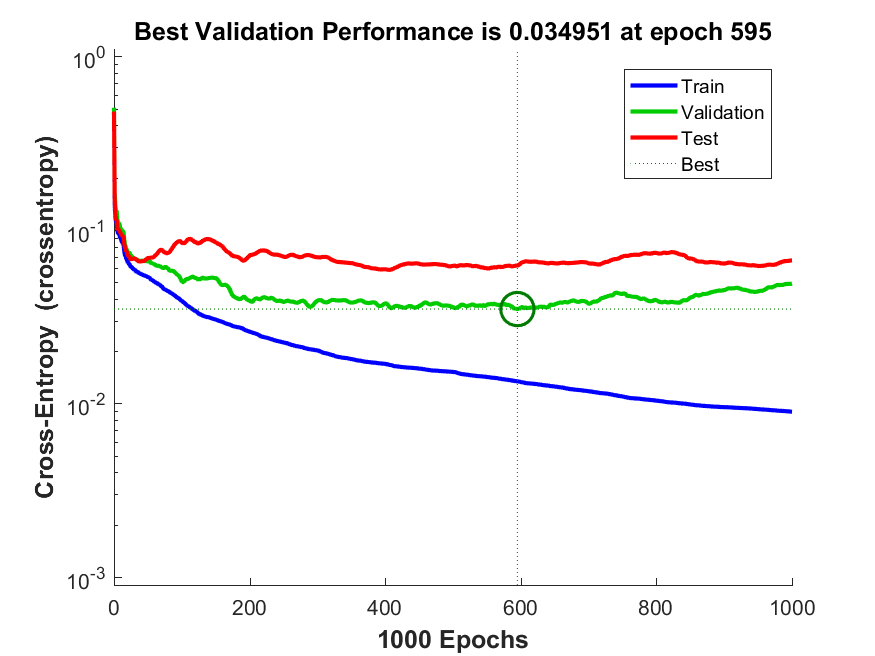 Best Validation Performance is 0.034951 at epoch 595
Train
Validation
Test
Best
10^0
10^-1
10^-2
10^-3
Cross-Entropy (crossentropy)
0 200 400 600 800 1000
1000 Epochs